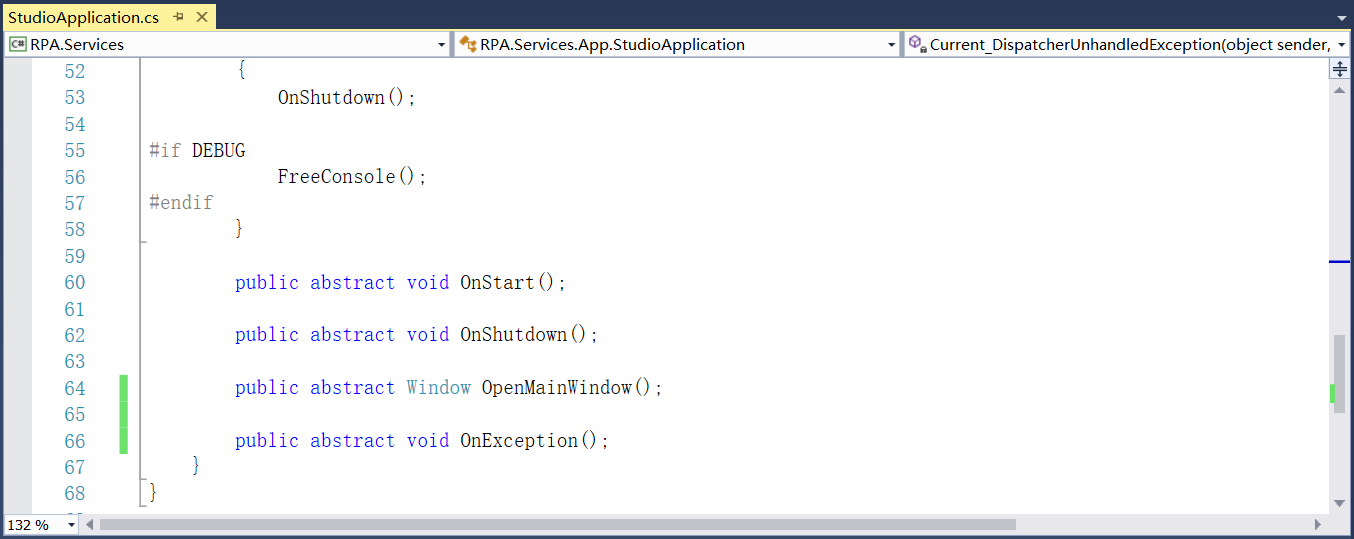 StudioApplication.cs
C# RPA.Services RPA.Services.App.StudioApplication Current_DispatcherUnhandledException(object sender,
52 {
53 OnShutdown();
54
55 #if DEBUG
56 FreeConsole();
57 #endif
58 }
59
60 public abstract void OnStart();
61
62 public abstract void OnShutdown();
63
64 public abstract Window OpenMainWindow();
65
66 public abstract void OnException();
67 }
68 }
132 %